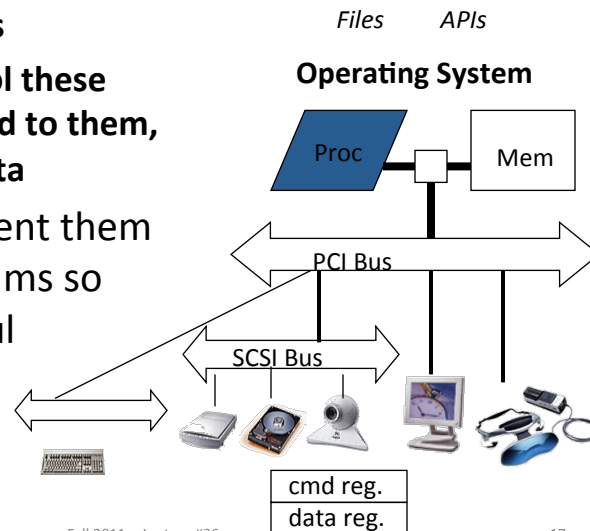 s
Files APIs
ol these
Operating System
d to them,
Proc
Mem
ta
ent them
ms so
PCI Bus
ul
SCSI Bus
cmd reg.
data reg.
17